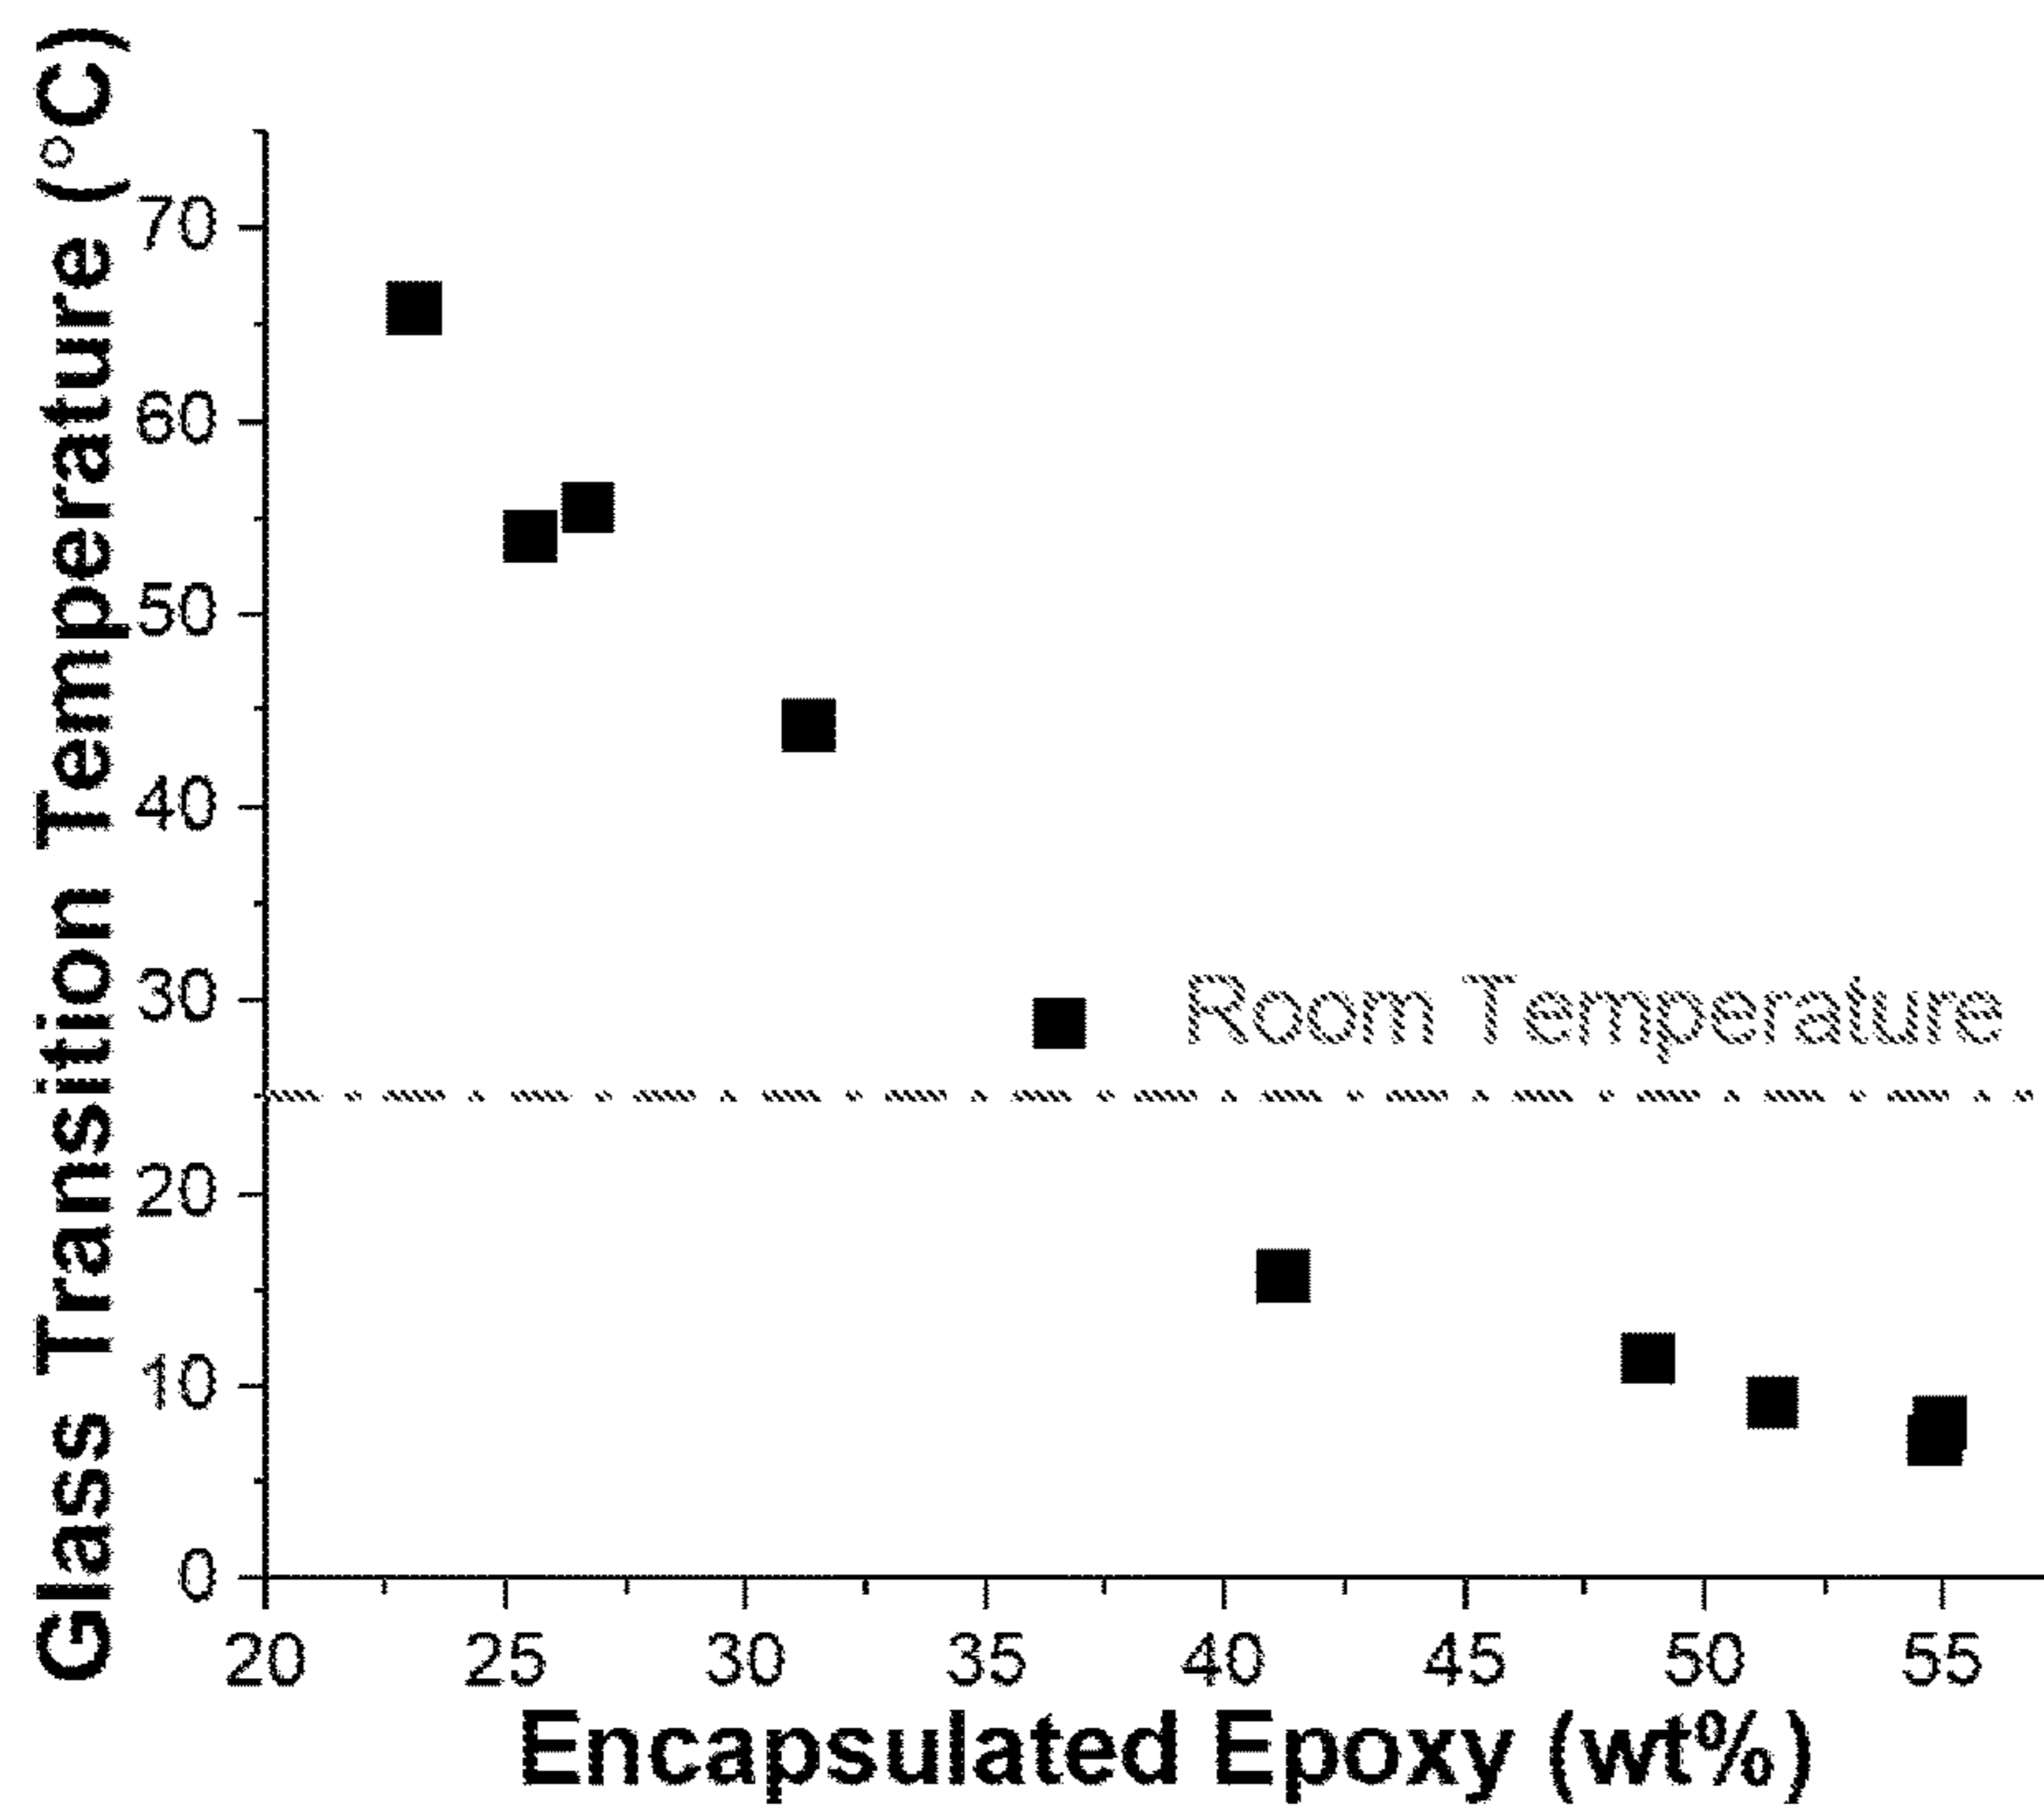 Glass Transition Temperature (°C)
70
60
50
40
30
20
10
0
Room Temperature
20 25 30 35 40 45 50 55
Encapsulated Epoxy (wt%)